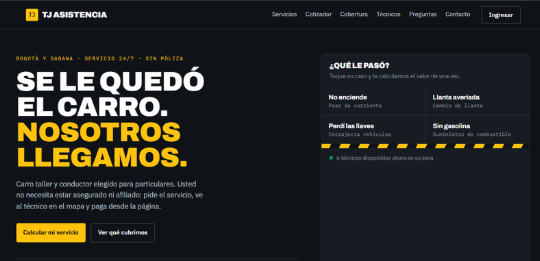 TJ TJ ASISTENCIA
Servicios Cotizador Cobertura Técnicos Preguntas Contacto Ingresar
BOGOTÁ Y SABANA · SERVICIO 24/7 · SIN PÓLIZA
SE LE QUEDÓ
EL CARRO.
NOSOTROS
LLEGAMOS.
Carro taller y conductor elegido para particulares. Usted
no necesita estar asegurado ni afiliado: pide el servicio, ve
al técnico en el mapa y paga desde la página.
Calcular mi servicio Ver qué cubrimos
¿QUÉ LE PASÓ?
Toque su caso y le calculamos el valor de una vez.
No enciende
Paso de corriente
Llanta averiada
Cambio de llanta
Perdí las llaves
Cerrajería vehicular
Sin gasolina
Suministro de combustible
6 técnicos disponibles ahora en su zona